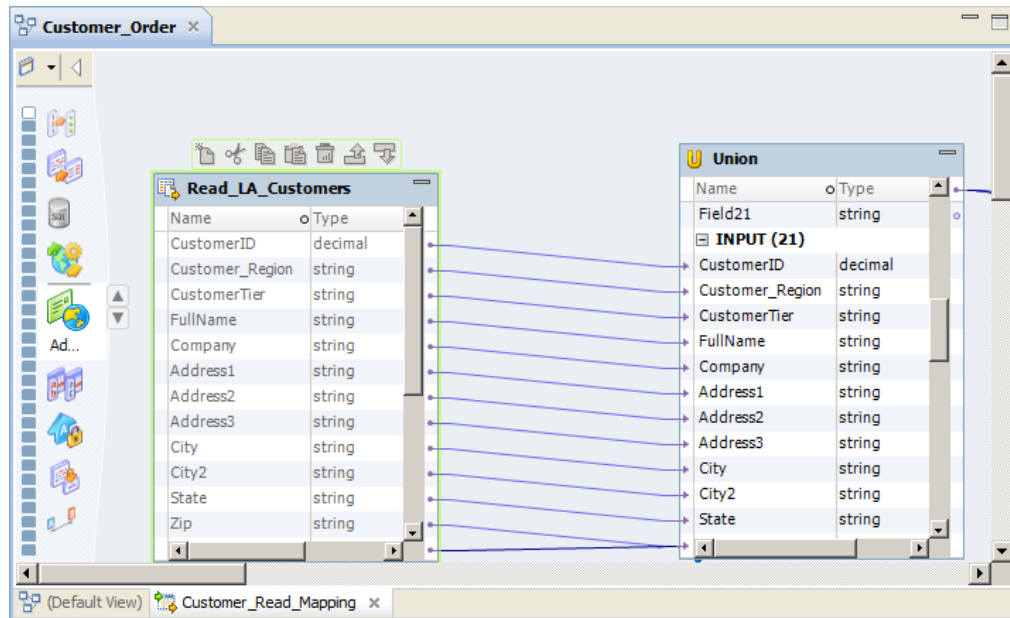 Customer_Order
SQL
Ad...
Read_LA_Customers
Name Type
CustomerID decimal
Customer_Region string
CustomerTier string
FullName string
Company string
Address1 string
Address2 string
Address3 string
City string
City2 string
State string
Zip string
Union
Name Type
Field21 string
INPUT (21)
CustomerID decimal
Customer_Region string
CustomerTier string
FullName string
Company string
Address1 string
Address2 string
Address3 string
City string
City2 string
State string
(Default View) Customer_Read_Mapping